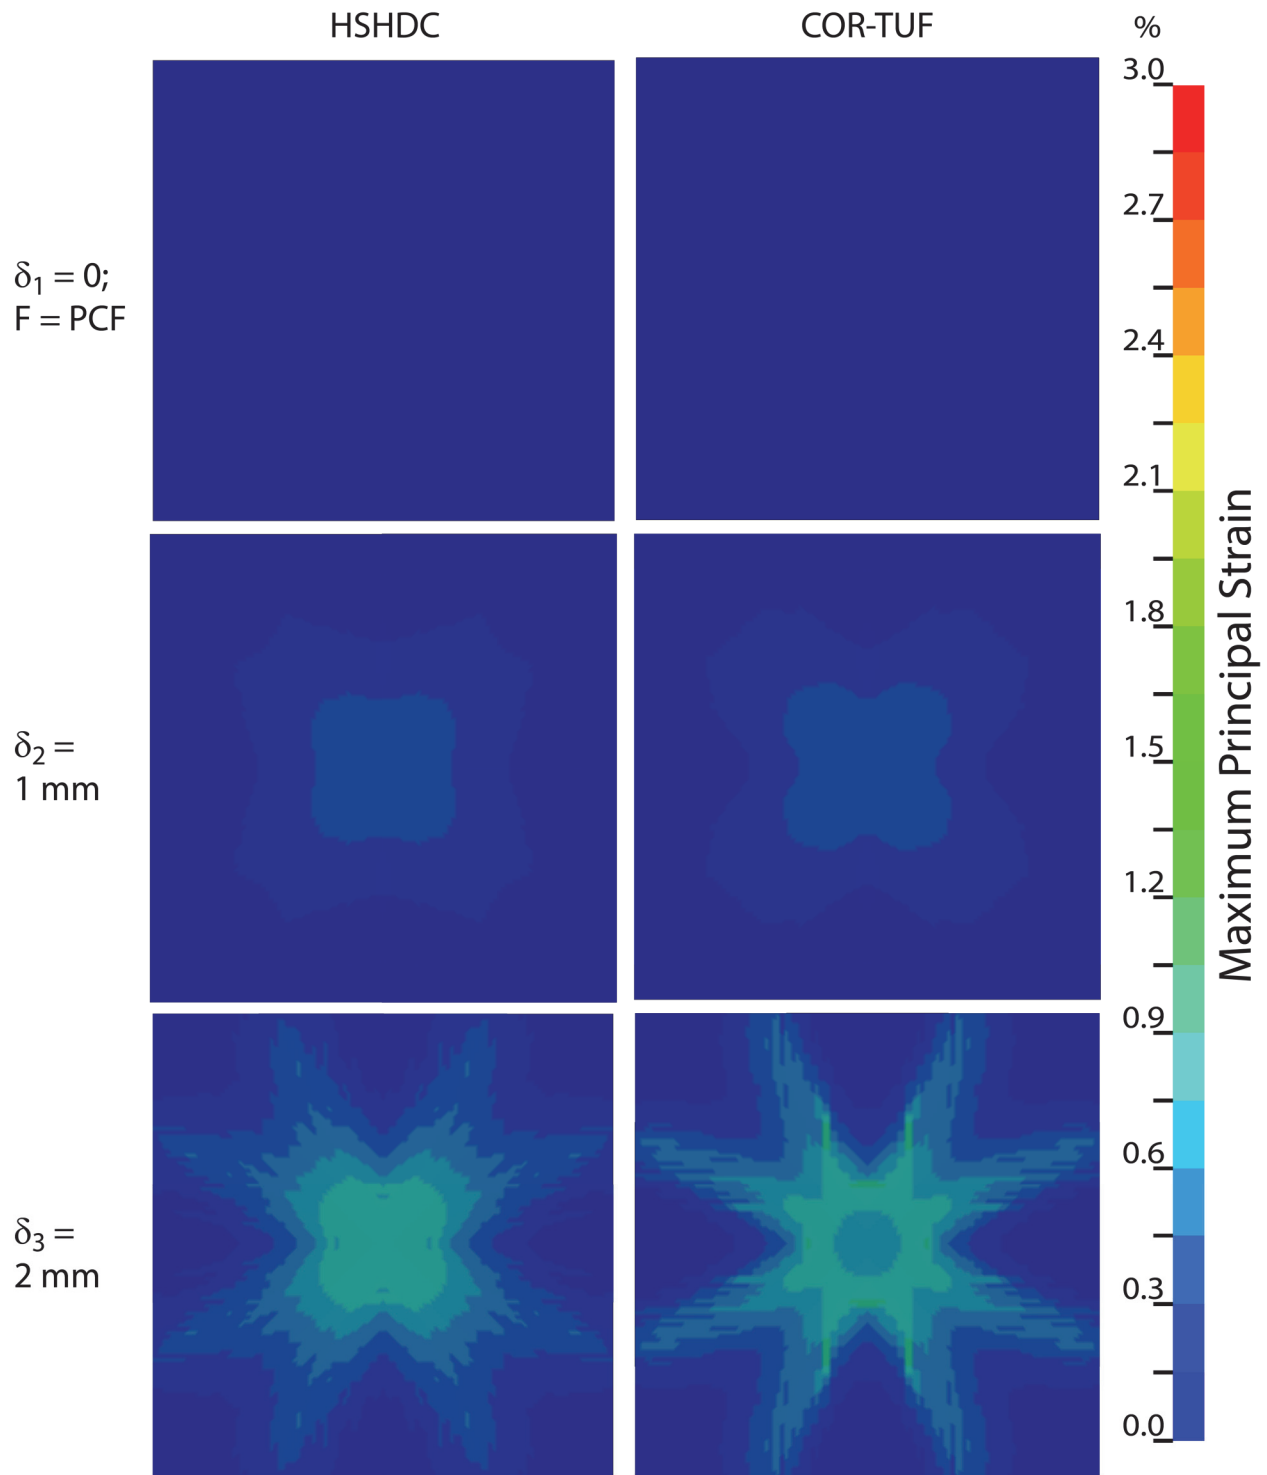 HSHDC
COR-TUF
%
3.0
2.7
2.4
2.1
1.8
1.5
1.2
0.9
0.6
0.3
0.0
Maximum Principal Strain
δ₁ = 0;
F = PCF
δ₂ =
1 mm
δ₃ =
2 mm